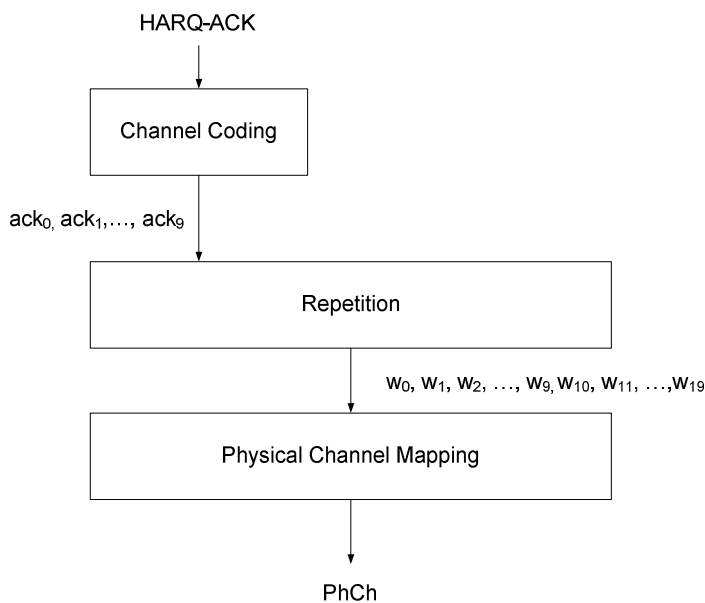 HARQ-ACK
Channel Coding
ack0, ack1,…, ack9
Repetition
w0, w1, w2, …, w9, w10, w11, …,w19
Physical Channel Mapping
PhCh